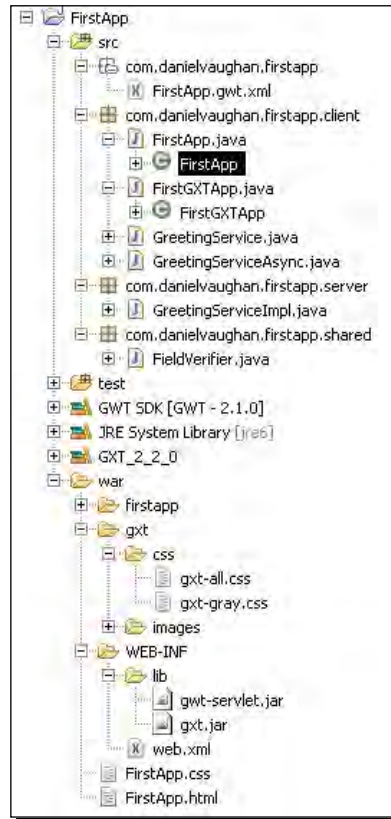 FirstApp
src
com.danielvaughan.firstapp
FirstApp.gwt.xml
com.danielvaughan.firstapp.client
FirstApp.java
FirstApp
FirstGXTApp.java
FirstGXTApp
GreetingService.java
GreetingServiceAsync.java
com.danielvaughan.firstapp.server
GreetingServiceImpl.java
com.danielvaughan.firstapp.shared
FieldVerifier.java
test
GWT SDK [GWT - 2.1.0]
JRE System Library [jre6]
GXT_2_2_0
war
firstapp
gxt
css
gxt-all.css
gxt-gray.css
images
WEB-INF
lib
gwt-servlet.jar
gxt.jar
web.xml
FirstApp.css
FirstApp.html